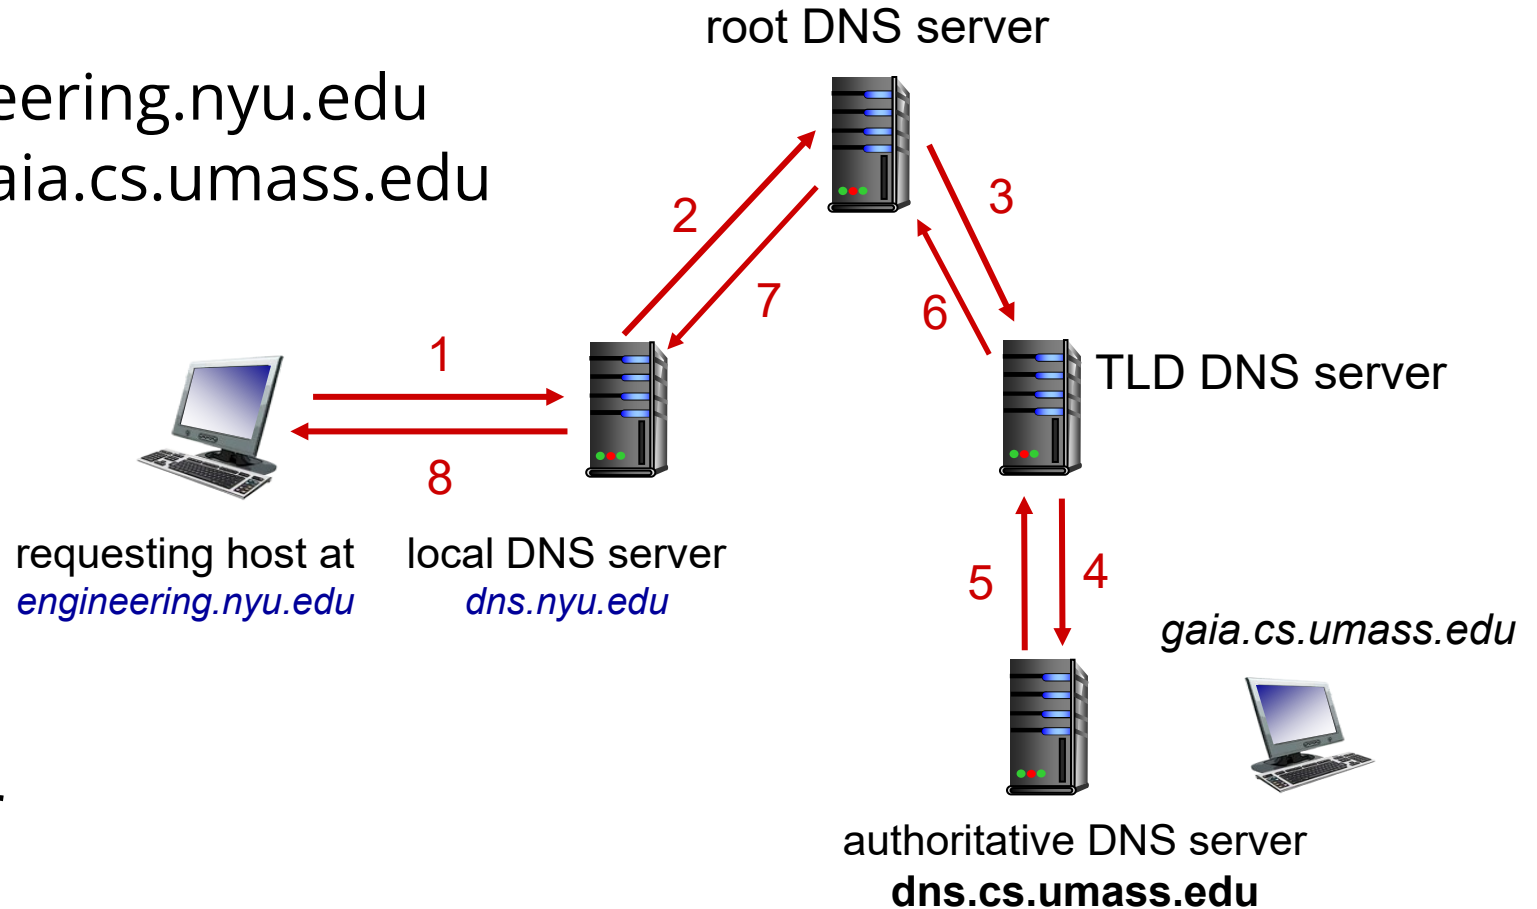 root DNS server
eering.nyu.edu
aia.cs.umass.edu
2
3
7
6
1
TLD DNS server
8
requesting host at
engineering.nyu.edu
local DNS server
dns.nyu.edu
5
4
gaia.cs.umass.edu
authoritative DNS server
dns.cs.umass.edu